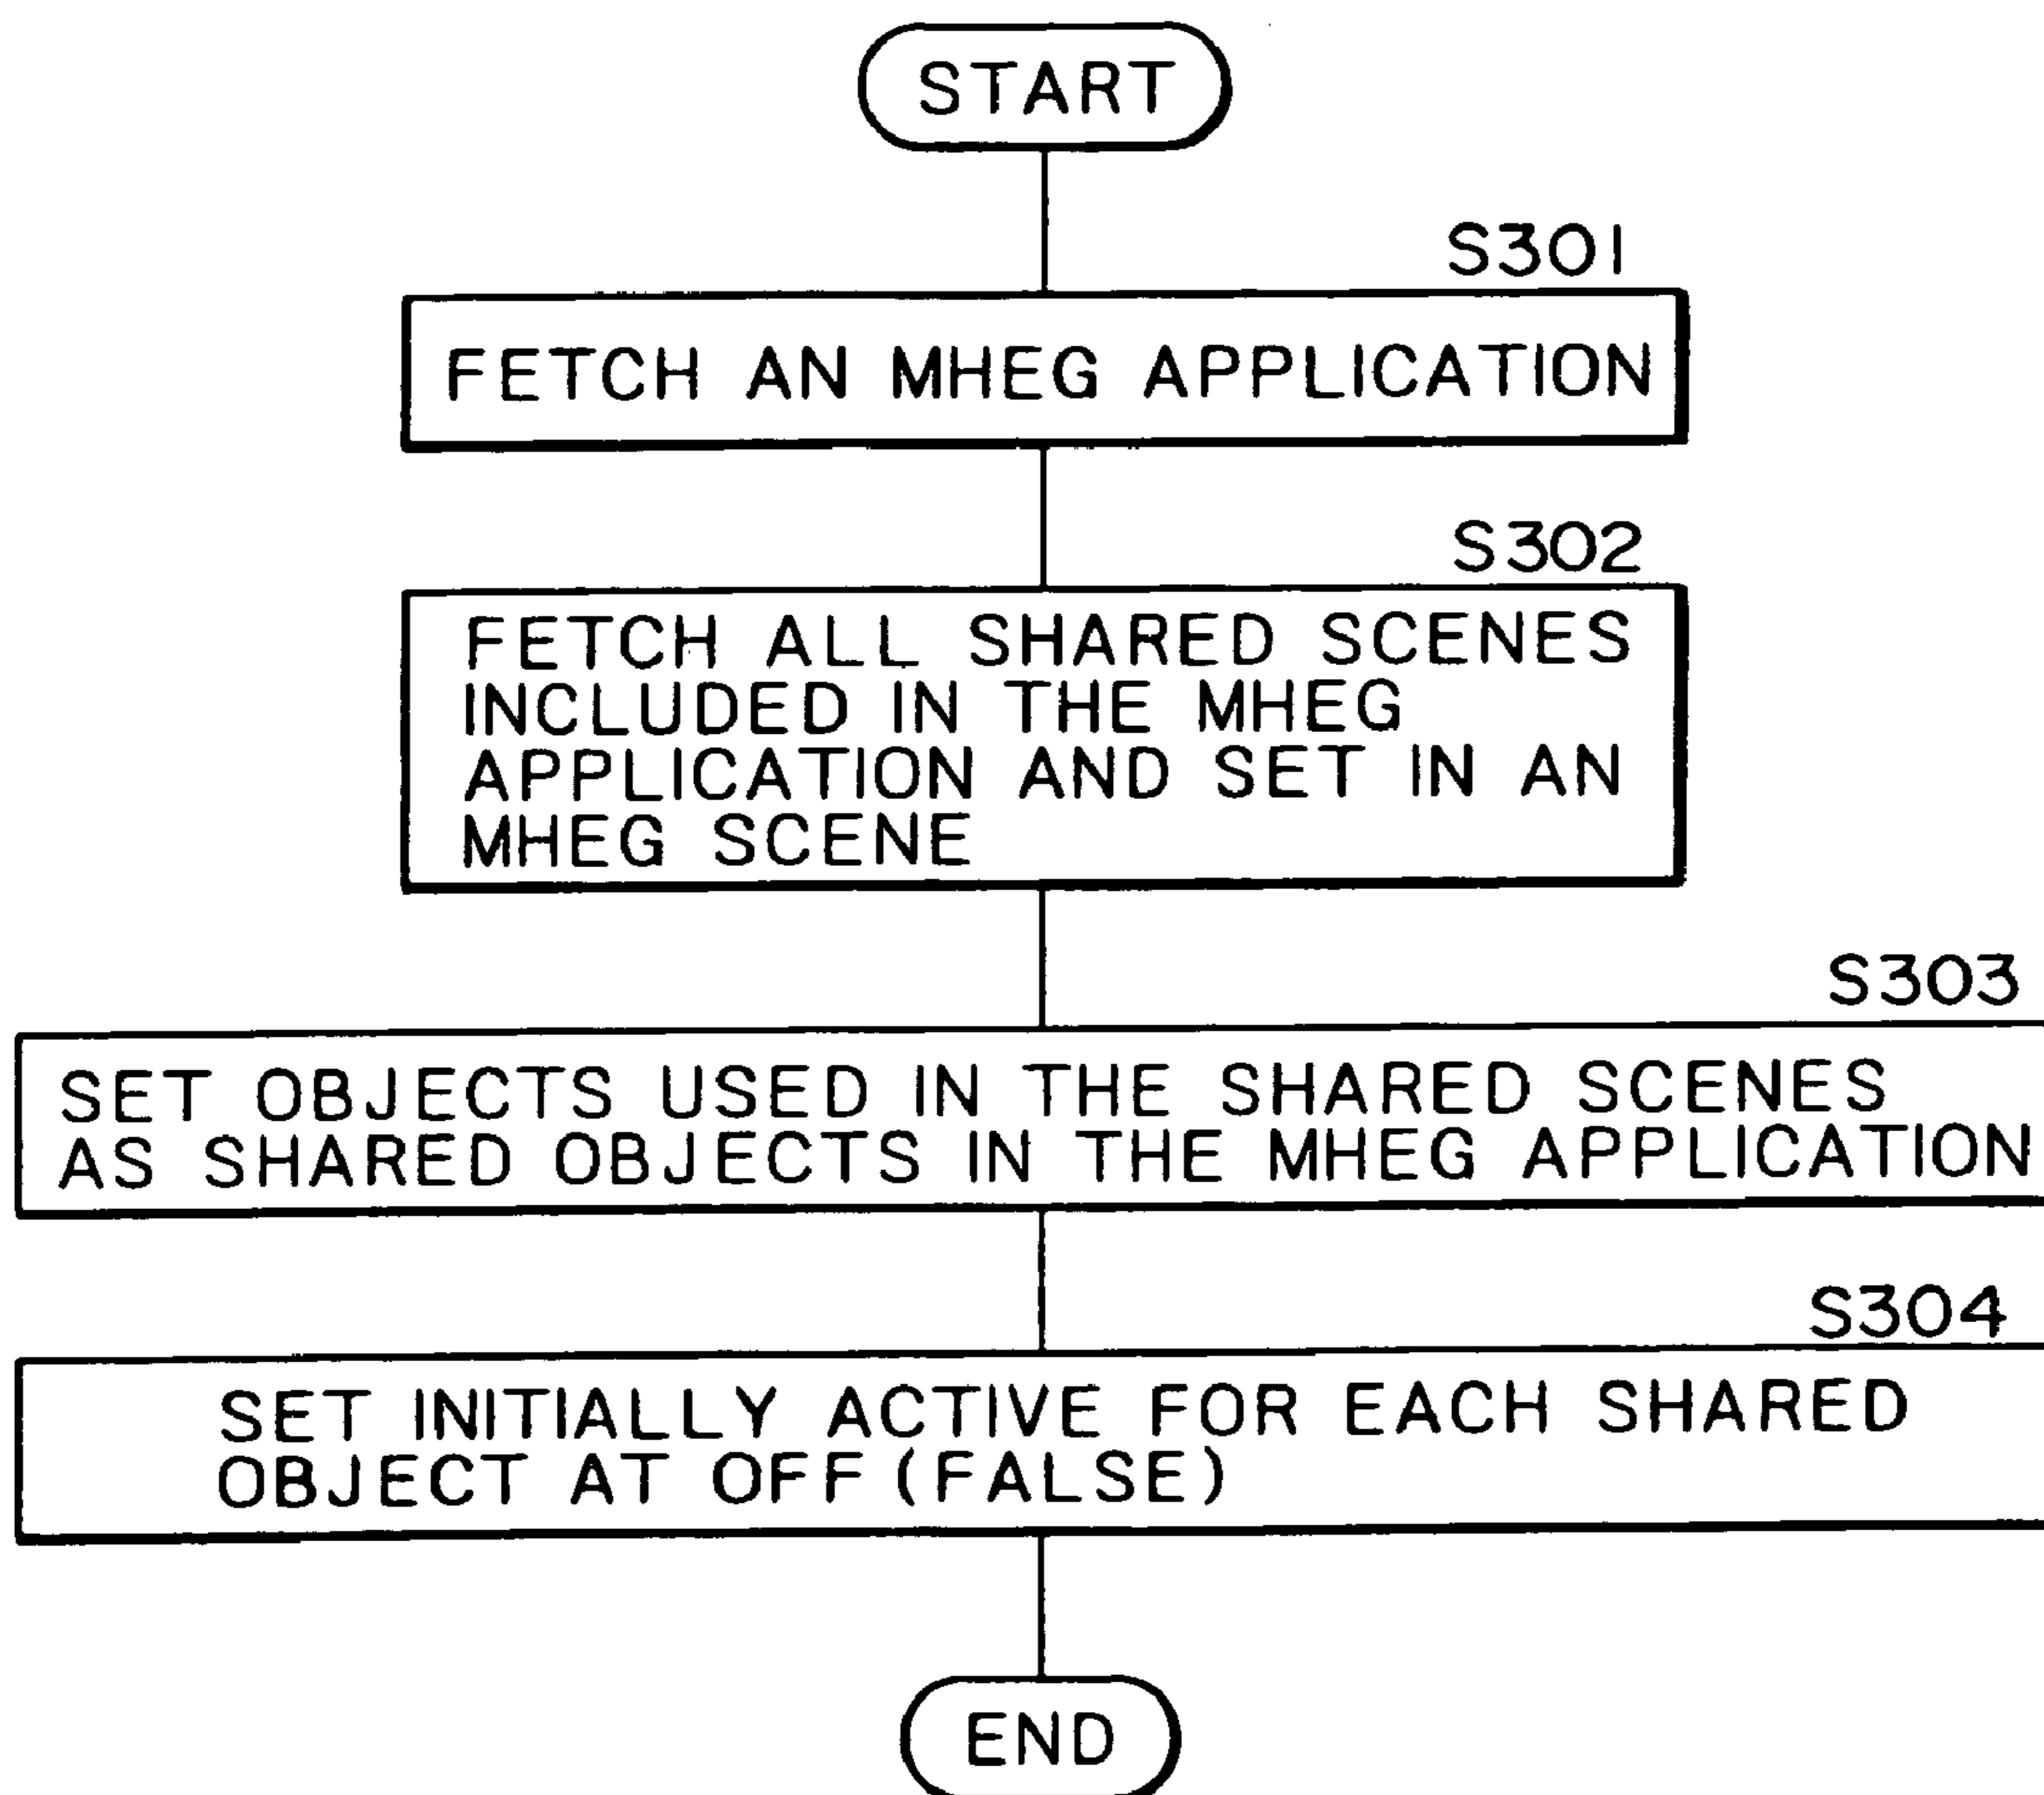 START
S301
FETCH AN MHEG APPLICATION
S302
FETCH ALL SHARED SCENES
INCLUDED IN THE MHEG
APPLICATION AND SET IN AN
MHEG SCENE
S303
SET OBJECTS USED IN THE SHARED SCENES
AS SHARED OBJECTS IN THE MHEG APPLICATION
S304
SET INITIALLY ACTIVE FOR EACH SHARED
OBJECT AT OFF (FALSE)
END